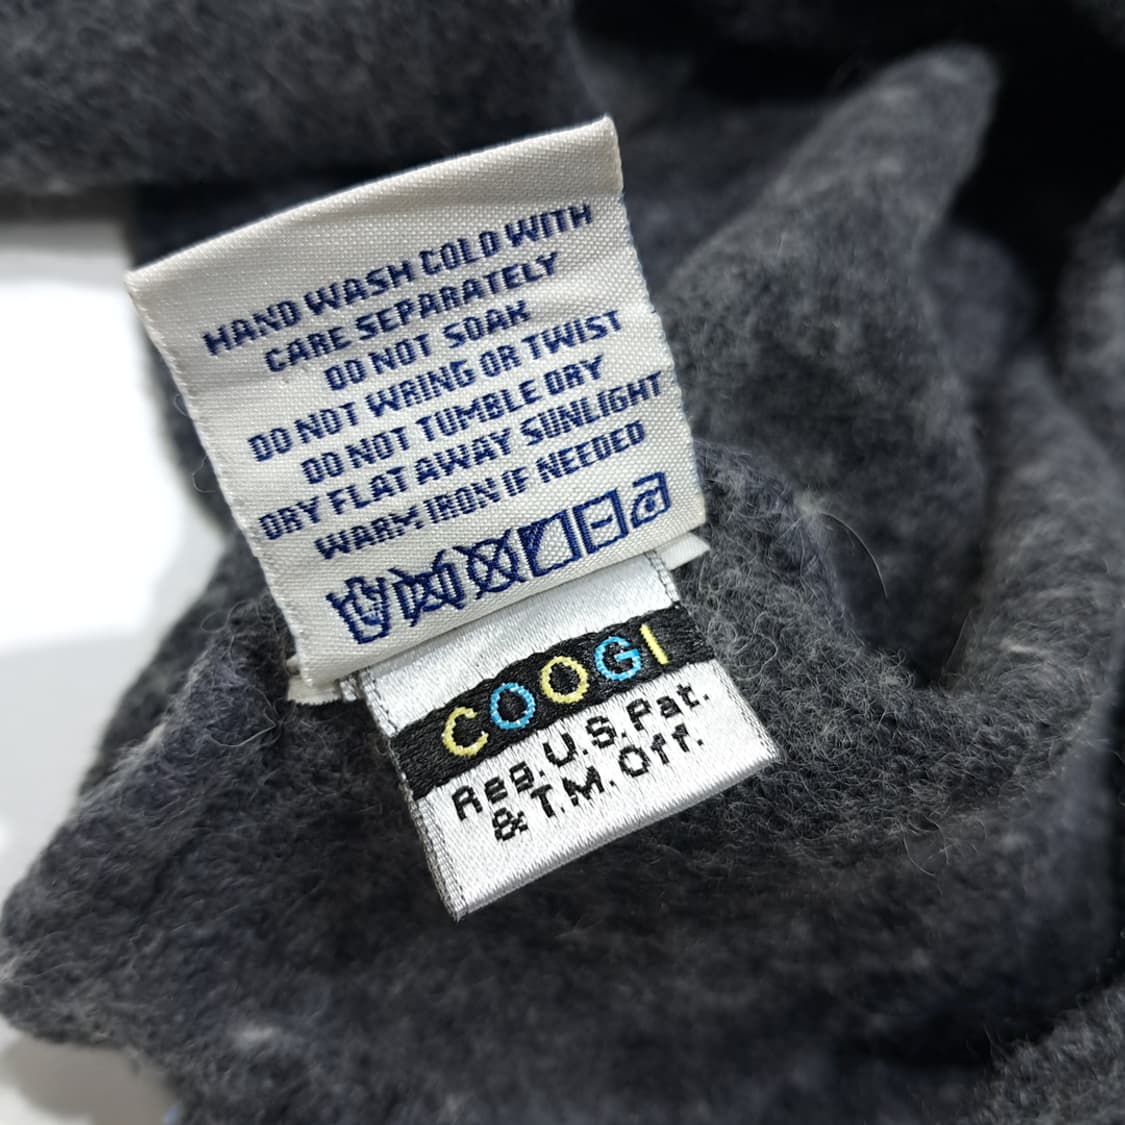 HAND WASH COLD WITH
CARE SEPARATELY
DO NOT SOAK
DO NOT WRING OR TWIST
DO NOT TUMBLE DRY
DRY FLAT AWAY SUNLIGHT
WARM IRON IF NEEDED
COOGI
Reg. U.S. Pat.
& T.M. Off.